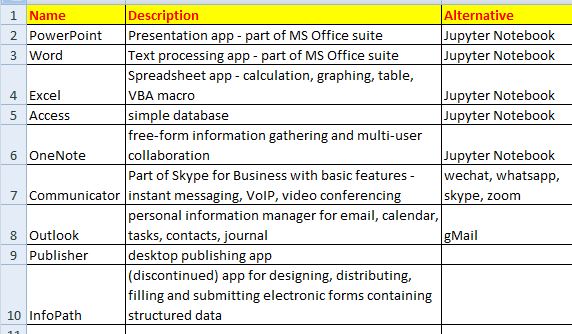 1 Name Description Alternative
2 PowerPoint Presentation app - part of MS Office suite Jupyter Notebook
3 Word Text processing app - part of MS Office suite Jupyter Notebook
Spreadsheet app - calculation, graphing, table,
4 Excel VBA macro Jupyter Notebook
5 Access simple database Jupyter Notebook
free-form information gathering and multi-user
6 OneNote collaboration Jupyter Notebook
Part of Skype for Business with basic features - wechat, whatsapp,
7 Communicator instant messaging, VoIP, video conferencing skype, zoom
personal information manager for email, calendar,
8 Outlook tasks, contacts, journal gMail
9 Publisher desktop publishing app
(discontinued) app for designing, distributing,
filling and submitting electronic forms containing
10 InfoPath structured data